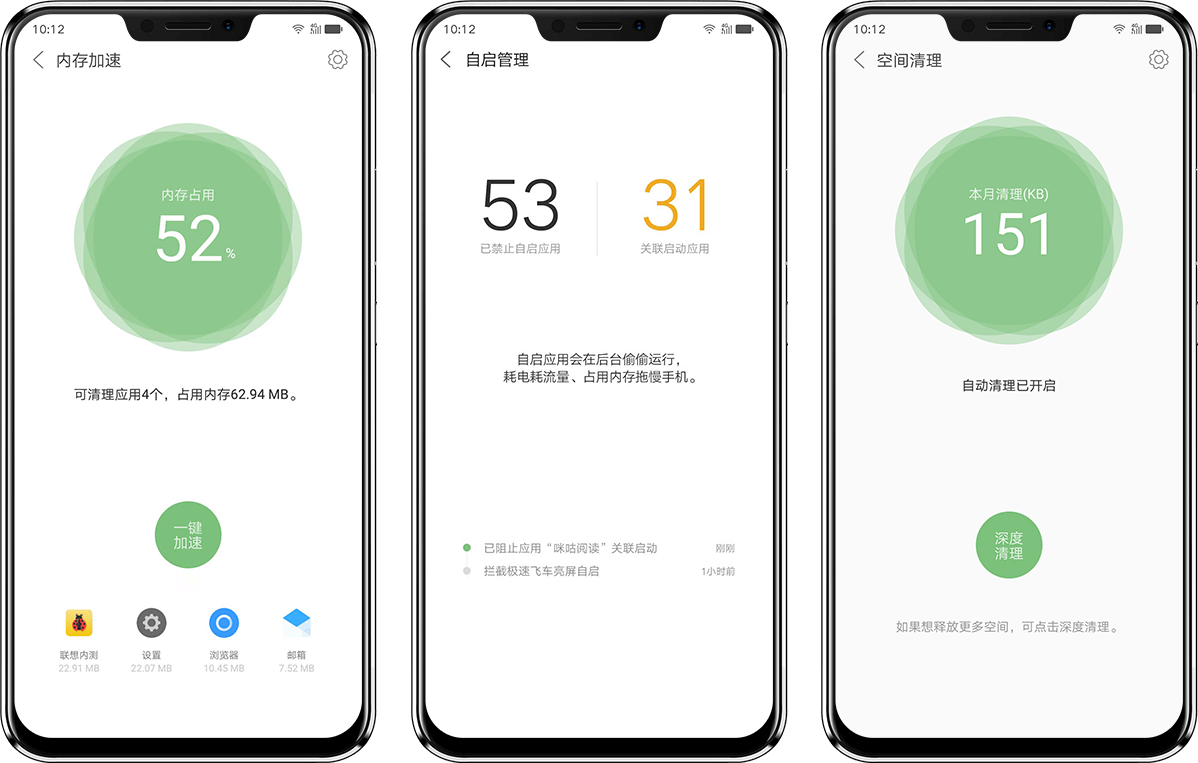 10:12
4G
内存加速
内存占用
52%
可清理应用4个，占用内存62.94 MB。
一键
加速
联想内测
22.91 MB
设置
22.07 MB
浏览器
10.45 MB
邮箱
7.52 MB
10:12
4G
自启管理
53
已禁止自启应用
31
关联启动应用
自启应用会在后台偷偷运行，
耗电耗流量、占用内存拖慢手机。
已阻止应用“咪咕阅读”关联启动 刚刚
拦截极速飞车亮屏自启 1小时前
10:12
4G
空间清理
本月清理(KB)
151
自动清理已开启
深度
清理
如果想释放更多空间，可点击深度清理。